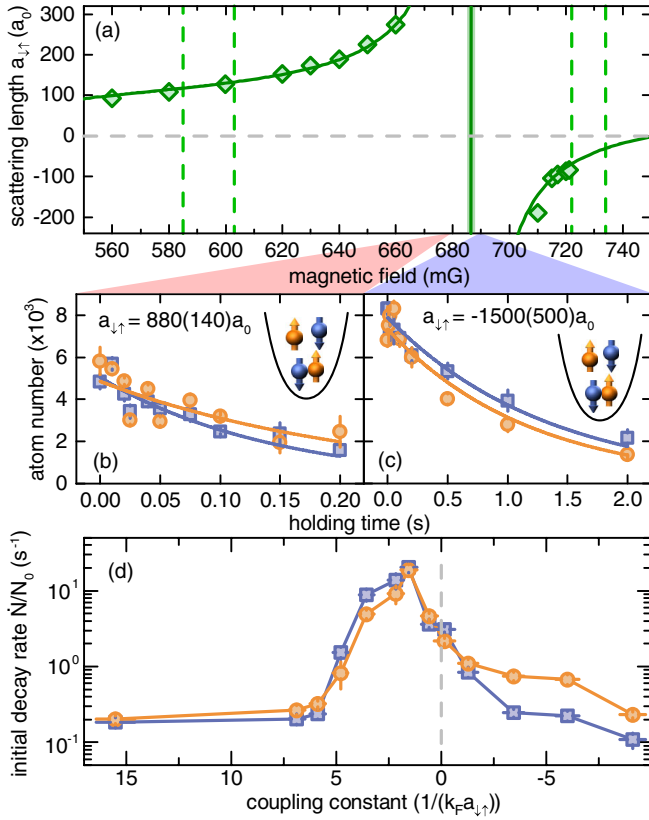 (a)
scattering length a↓↑ (a₀)
300
200
100
0
-100
-200
560 580 600 620 640 660 680 700 720 740
magnetic field (mG)
atom number (x10³)
8
6
4
2
0
a↓↑ = 880(140)a₀
(b)
0.00 0.05 0.10 0.15 0.20
a↓↑ = -1500(500)a₀
(c)
0.0 0.5 1.0 1.5 2.0
holding time (s)
(d)
initial decay rate Ṅ/N₀ (s⁻¹)
10¹
10⁰
10⁻¹
15 10 5 0 -5
coupling constant (1/(k_F a↓↑))